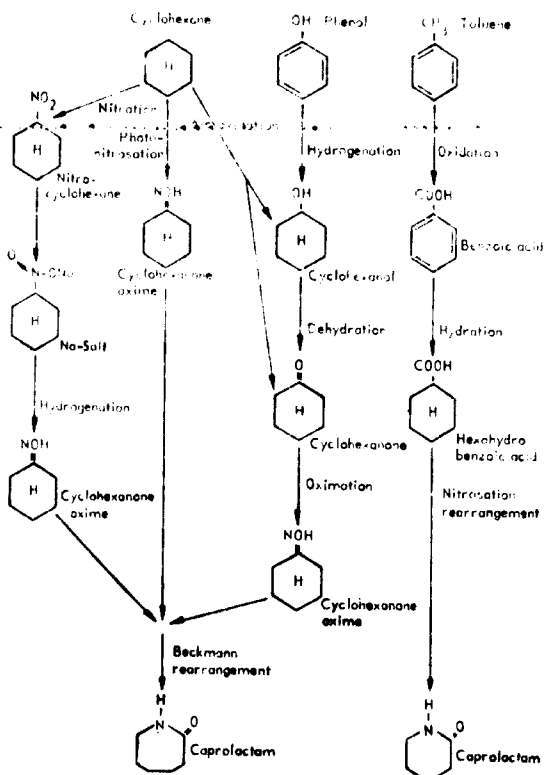 Cyclohexane
OH Phenol
CH3 Toluene
H
NO2
Nitration
Photo-
nitrosation
Hydrogenation
Oxidation
H
Nitro-
cyclohexane
NOH
H
Cyclohexanone
oxime
OH
H
Cyclohexanol
COOH
Benzoic acid
O
H
Na-Salt
Dehydration
Hydration
O
H
Cyclohexanone
COOH
H
Hexahydro
benzoic acid
Hydrogenation
NOH
H
Cyclohexanone
oxime
Oximation
Nitrosation
rearrangement
NOH
H
Cyclohexanone
oxime
Beckmann
rearrangement
H
N
O
Caprolactam
H
N
O
Caprolactam